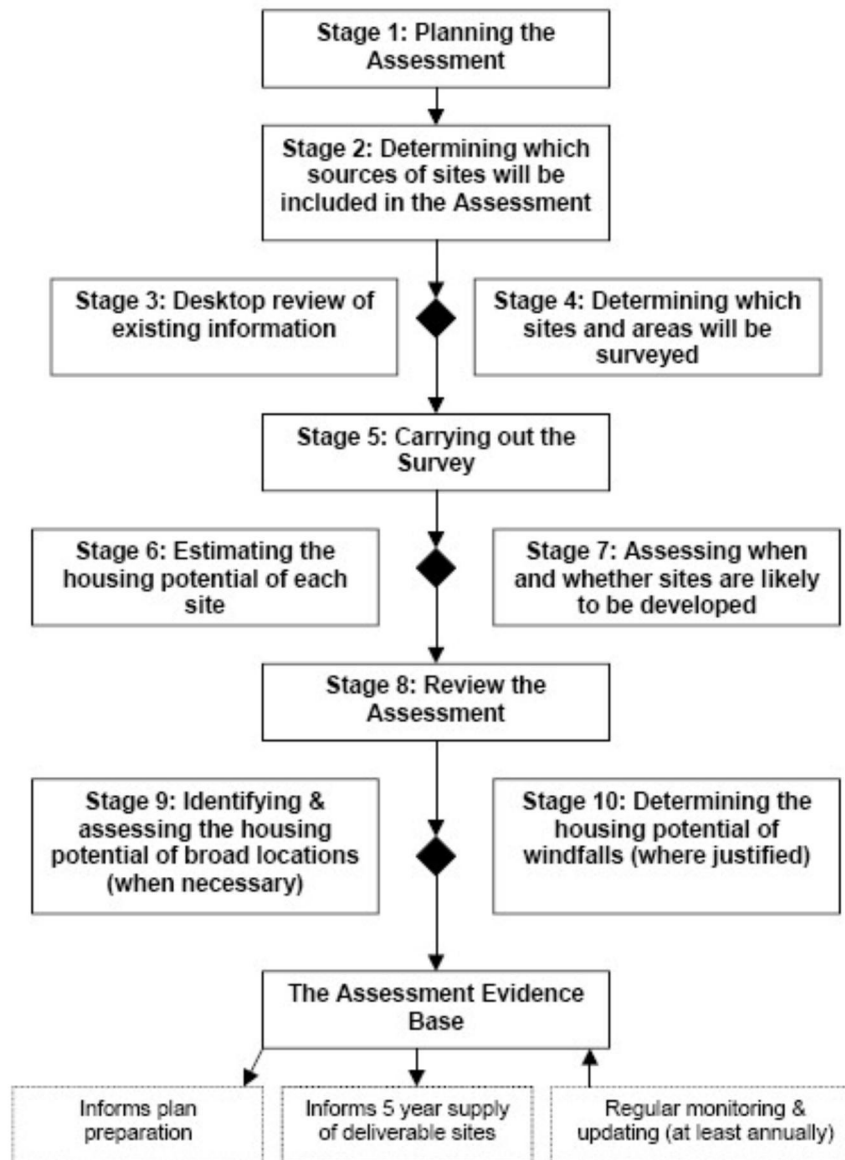 Stage 1: Planning the
Assessment
Stage 2: Determining which
sources of sites will be
included in the Assessment
Stage 3: Desktop review of
existing information
Stage 4: Determining which
sites and areas will be
surveyed
Stage 5: Carrying out the
Survey
Stage 6: Estimating the
housing potential of each
site
Stage 7: Assessing when
and whether sites are likely
to be developed
Stage 8: Review the
Assessment
Stage 9: Identifying &
assessing the housing
potential of broad locations
(when necessary)
Stage 10: Determining the
housing potential of
windfalls (where justified)
The Assessment Evidence
Base
Informs plan
preparation
Informs 5 year supply
of deliverable sites
Regular monitoring &
updating (at least annually)